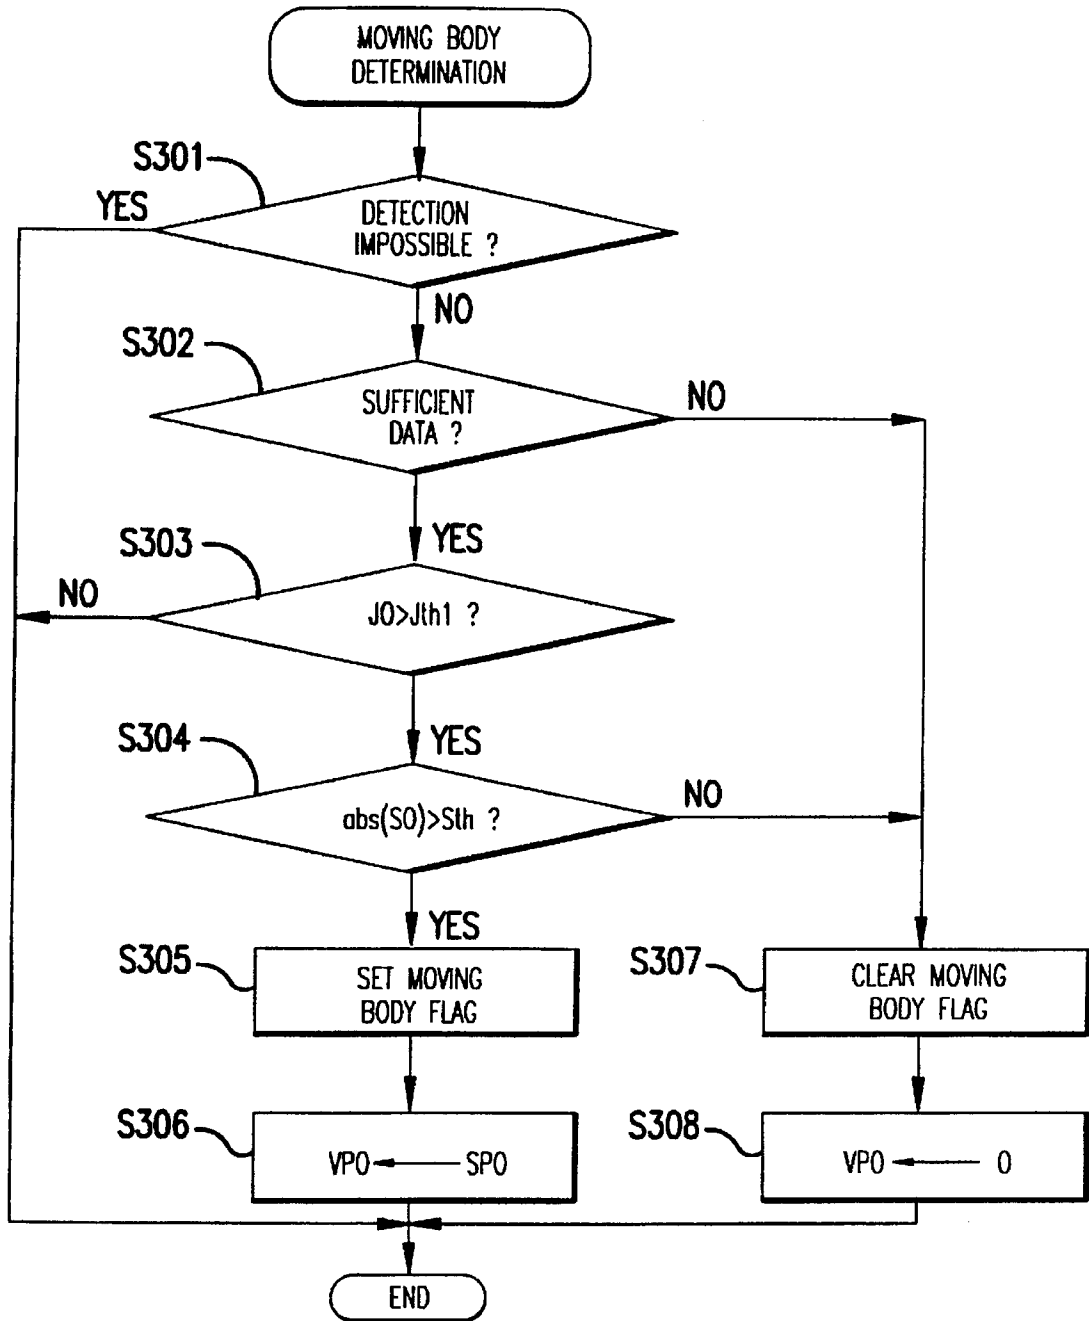 MOVING BODY
DETERMINATION
S301
YES
DETECTION
IMPOSSIBLE ?
NO
S302
SUFFICIENT
DATA ?
NO
YES
S303
NO
J0>Jth1 ?
YES
S304
abs(S0)>Sth ?
NO
YES
S305
SET MOVING
BODY FLAG
S307
CLEAR MOVING
BODY FLAG
S306
VP0 ← SP0
S308
VP0 ← 0
END